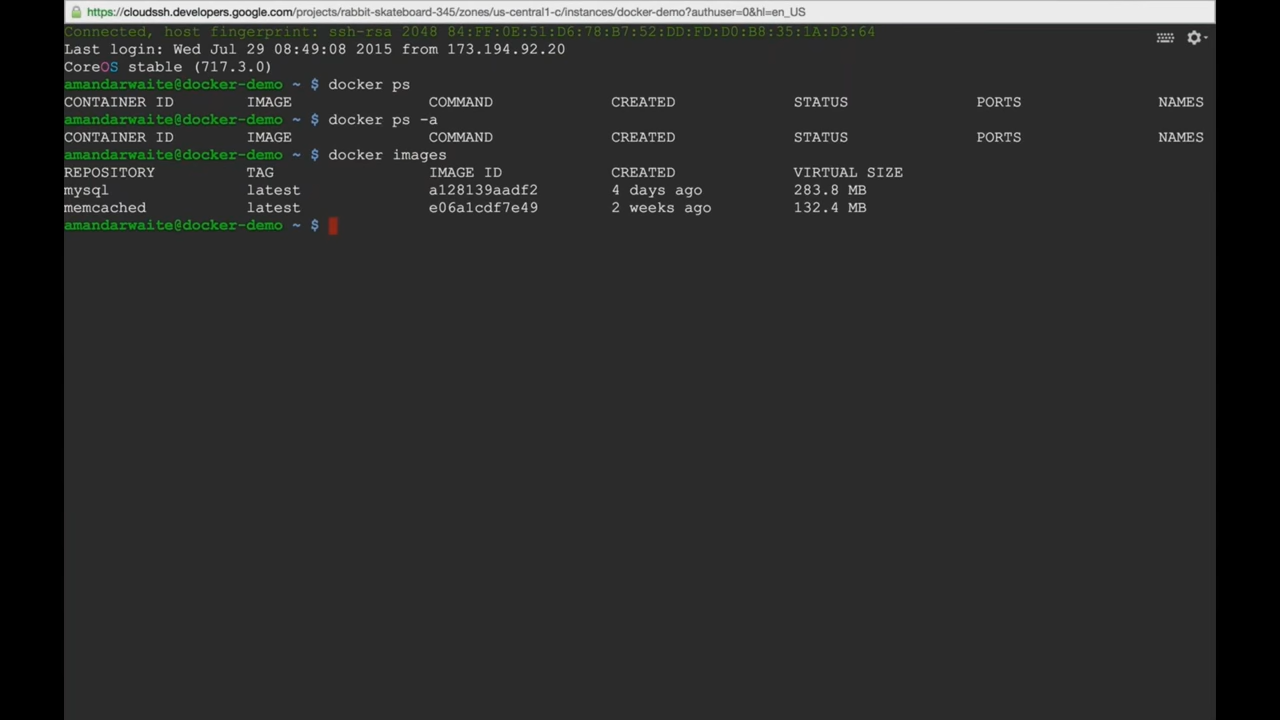 https://cloudssh.developers.google.com/projects/rabbit-skateboard-345/zones/us-central1-c/instances/docker-demo?authuser=0&hl=en_US
Connected, host fingerprint: ssh-rsa 2048 84:FF:0E:51:D6:78:B7:52:DD:FD:D0:B8:35:1A:D3:64
Last login: Wed Jul 29 08:49:08 2015 from 173.194.92.20
CoreOS stable (717.3.0)
amandarwaite@docker-demo ~ $ docker ps
CONTAINER ID IMAGE COMMAND CREATED STATUS PORTS NAMES
amandarwaite@docker-demo ~ $ docker ps -a
CONTAINER ID IMAGE COMMAND CREATED STATUS PORTS NAMES
amandarwaite@docker-demo ~ $ docker images
REPOSITORY TAG IMAGE ID CREATED VIRTUAL SIZE
mysql latest a128139aadf2 4 days ago 283.8 MB
memcached latest e06a1cdf7e49 2 weeks ago 132.4 MB
amandarwaite@docker-demo ~ $